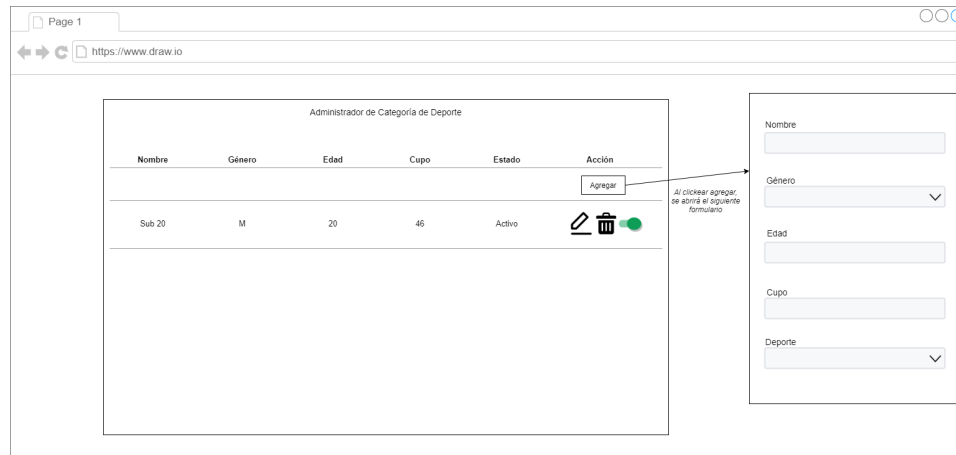 Page 1
https://www.draw.io
Administrador de Categoría de Deporte
Nombre Género Edad Cupo Estado Acción
Agregar
Sub 20 M 20 46 Activo
Al clickear agregar,
se abrirá el siguiente
formulario
Nombre
Género
Edad
Cupo
Deporte